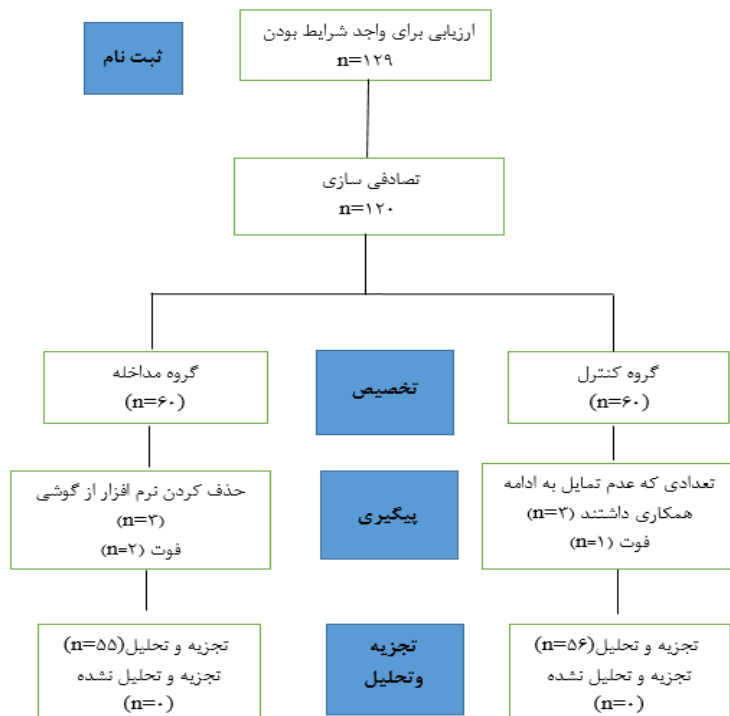 ارزیابی برای واجد شرایط بودن
n=۱۲۹
ثبت نام
تصادفی سازی
n=۱۲۰
گروه کنترل
(n=۶۰)
تخصیص
گروه مداخله
(n=۶۰)
تعدادی که عدم تمایل به ادامه
همکاری داشتند (n=۳)
فوت (n=۱)
پیگیری
حذف کردن نرم افزار از گوشی
(n=۳)
فوت (n=۲)
تجزیه و تحلیل(n=۵۶)
تجزیه و تحلیل نشده
(n=۰)
تجزیه
وتحلیل
تجزیه و تحلیل(n=۵۵)
تجزیه و تحلیل نشده
(n=۰)